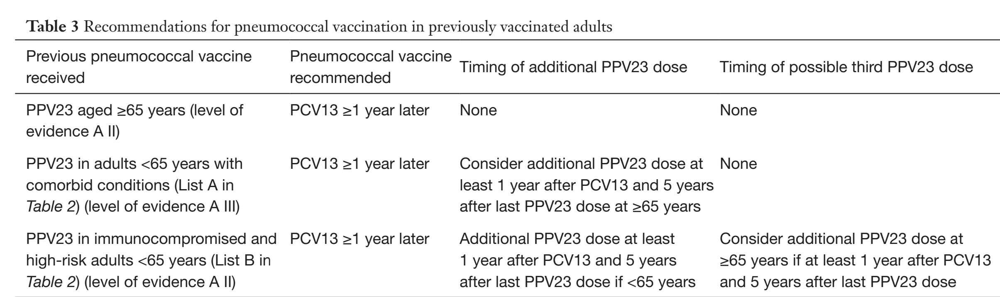 Table 3 Recommendations for pneumococcal vaccination in previously vaccinated adults
Previous pneumococcal vaccine
received
Pneumococcal vaccine
recommended
Timing of additional PPV23 dose
Timing of possible third PPV23 dose
PPV23 aged ≥65 years (level of
evidence A II)
PCV13 ≥1 year later
None
None
PPV23 in adults <65 years with
comorbid conditions (List A in
Table 2) (level of evidence A III)
PCV13 ≥1 year later
Consider additional PPV23 dose at
least 1 year after PCV13 and 5 years
after last PPV23 dose at ≥65 years
None
PPV23 in immunocompromised and
high-risk adults <65 years (List B in
Table 2) (level of evidence A II)
PCV13 ≥1 year later
Additional PPV23 dose at least
1 year after PCV13 and 5 years
after last PPV23 dose if <65 years
Consider additional PPV23 dose at
≥65 years if at least 1 year after PCV13
and 5 years after last PPV23 dose